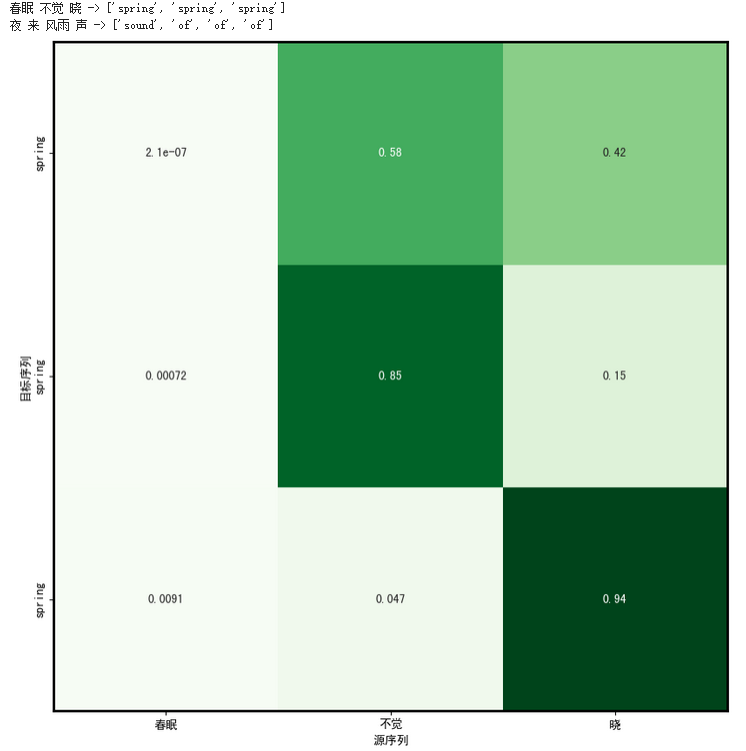 春眠 不觉 晓 -> ['spring', 'spring', 'spring']
夜 来 风雨 声 -> ['sound', 'of', 'of', 'of']
spring
2.1e-07 0.58 0.42
目标序列
spring
0.00072 0.85 0.15
spring
0.0091 0.047 0.94
春眠 不觉 晓
源序列